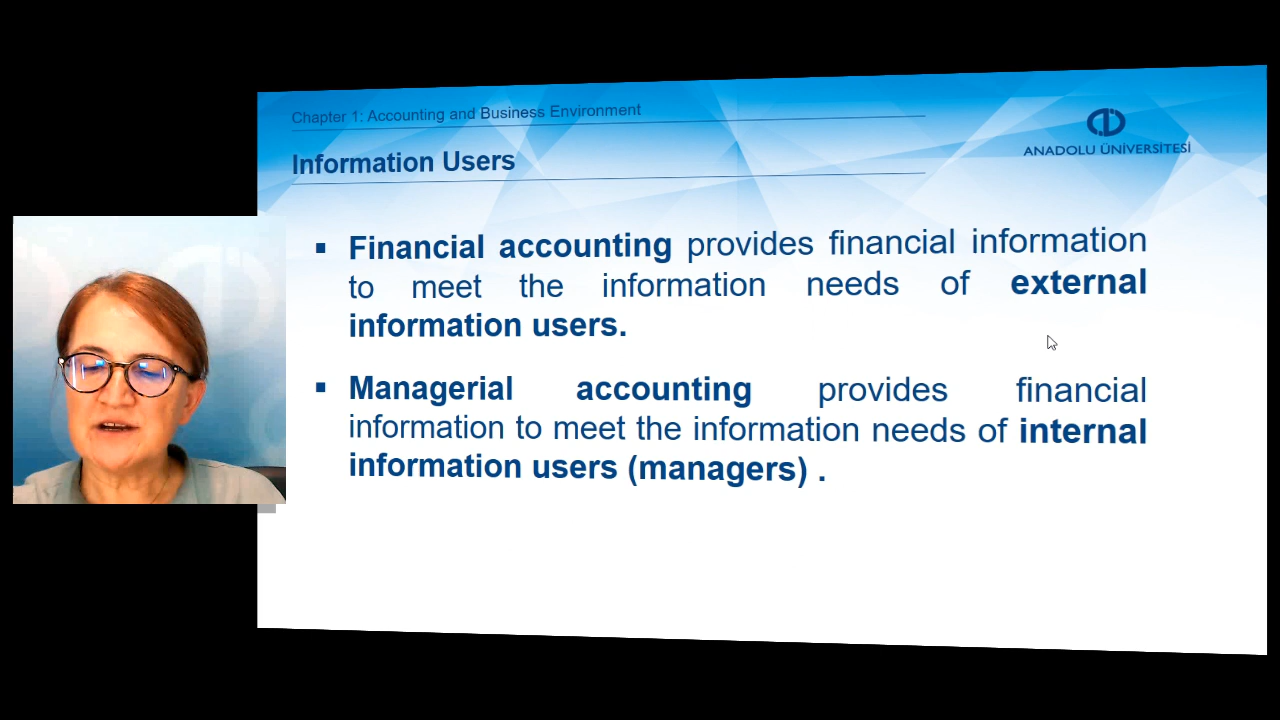 Chapter 1: Accounting and Business Environment
ANADOLU ÜNİVERSİTESİ
Information Users
▪ Financial accounting provides financial information
to meet the information needs of external
information users.
▪ Managerial accounting provides financial
information to meet the information needs of internal
information users (managers) .